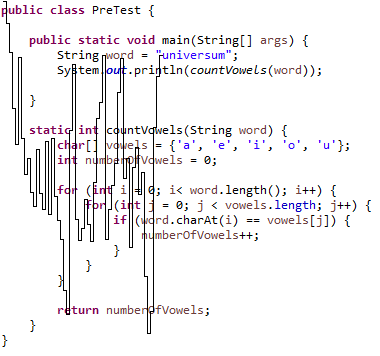 public class PreTest {
public static void main(String[] args) {
String word = "universum";
System.out.println(countVowels(word));
}
static int countVowels(String word) {
char[] vowels = {'a', 'e', 'i', 'o', 'u'};
int numberOfVowels = 0;
for (int i = 0; i< word.length(); i++) {
for (int j = 0; j < vowels.length; j++) {
if (word.charAt(i) == vowels[j]) {
numberOfVowels++;
}
}
}
return numberOfVowels;
}
}